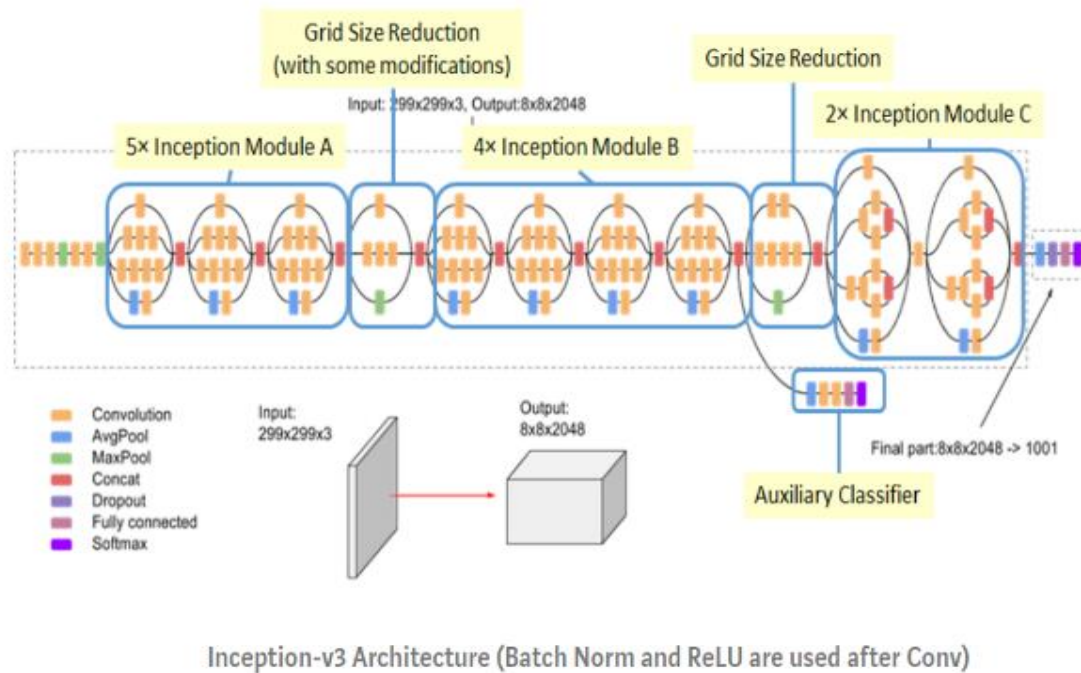 Grid Size Reduction
(with some modifications)
Grid Size Reduction
Input: 299x299x3, Output:8x8x2048
5× Inception Module A
4× Inception Module B
2× Inception Module C
Convolution
AvgPool
MaxPool
Concat
Dropout
Fully connected
Softmax
Input:
299x299x3
Output:
8x8x2048
Final part:8x8x2048 -> 1001
Auxiliary Classifier
Inception-v3 Architecture (Batch Norm and ReLU are used after Conv)